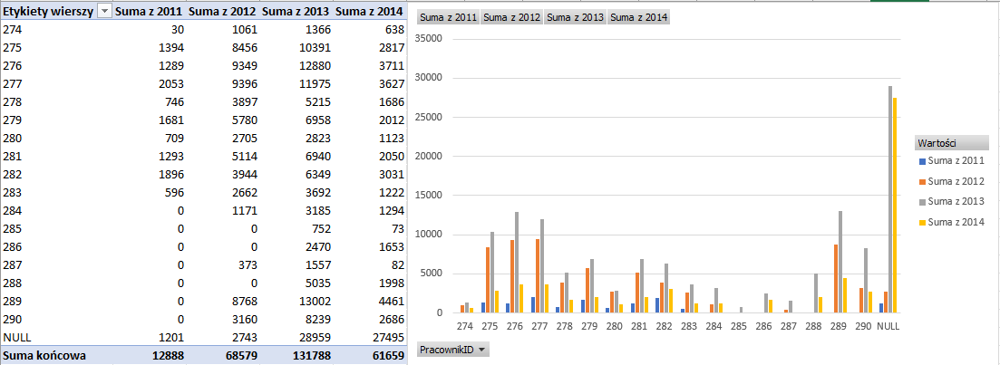 Etykiety wierszy Suma z 2011 Suma z 2012 Suma z 2013 Suma z 2014
274 30 1061 1366 638
275 1394 8456 10391 2817
276 1289 9349 12880 3711
277 2053 9396 11975 3627
278 746 3897 5215 1686
279 1681 5780 6958 2012
280 709 2705 2823 1123
281 1293 5114 6940 2050
282 1896 3944 6349 3031
283 596 2662 3692 1222
284 0 1171 3185 1294
285 0 0 752 73
286 0 0 2470 1653
287 0 373 1557 82
288 0 0 5035 1998
289 0 8768 13002 4461
290 0 3160 8239 2686
NULL 1201 2743 28959 27495
Suma końcowa 12888 68579 131788 61659
Suma z 2011 Suma z 2012 Suma z 2013 Suma z 2014
35000
30000
25000
20000
15000
10000
5000
0
274 275 276 277 278 279 280 281 282 283 284 285 286 287 288 289 290 NULL
Wartości
Suma z 2011
Suma z 2012
Suma z 2013
Suma z 2014
PracownikID